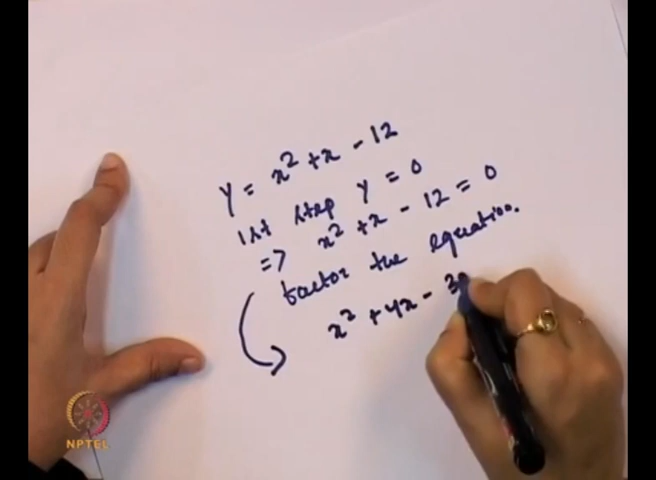 y = x² + x - 12
1st step y = 0
=> x² + x - 12 = 0
factor the equation.
x² + 4x - 3
NPTEL